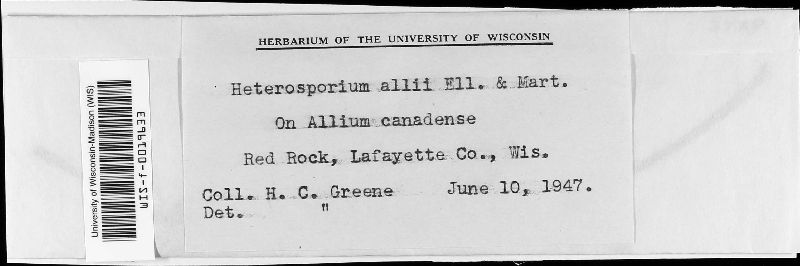 HERBARIUM OF THE UNIVERSITY OF WISCONSIN
Heterosporium allii Ell. & Mart.
On Allium canadense
Red Rock, Lafayette Co., Wis.
Coll. H. C. Greene June 10, 1947.
Det. "
University of Wisconsin-Madison (WIS)
WIS-f-0019633